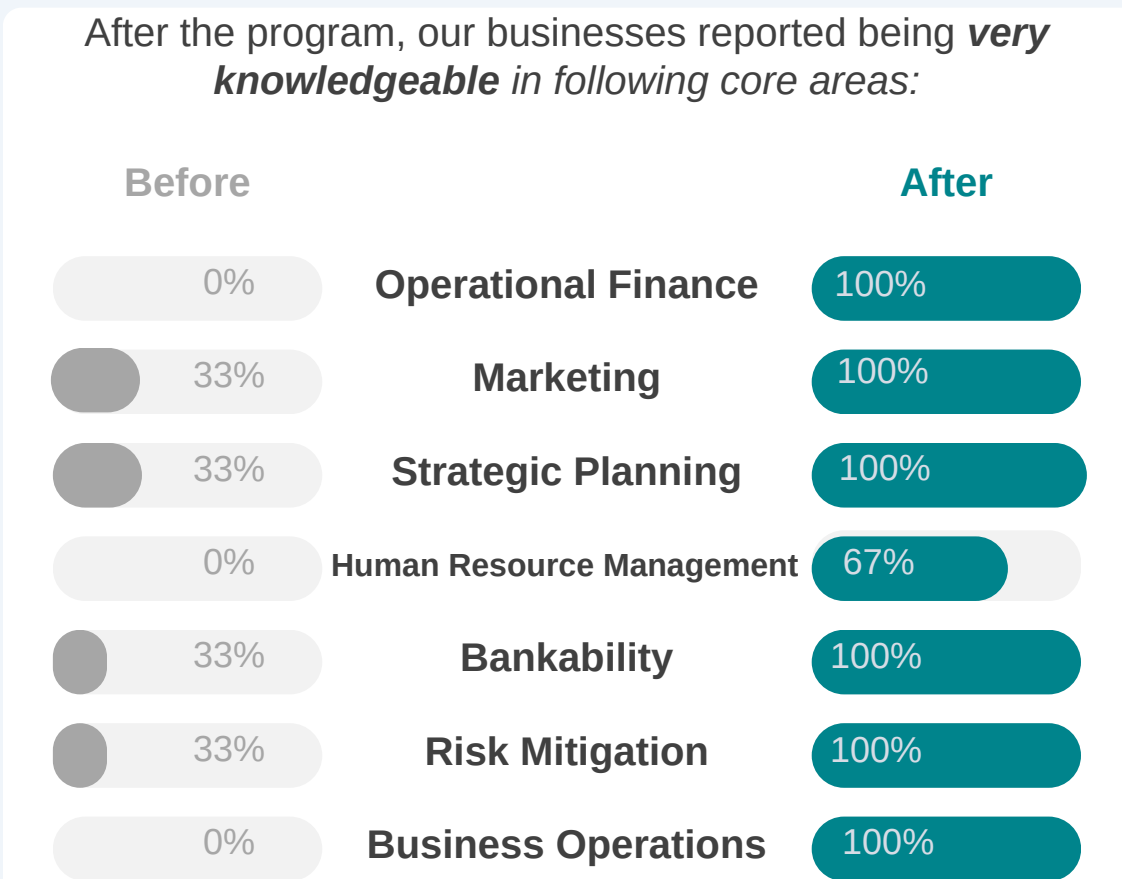 After the program, our businesses reported being very
knowledgeable in following core areas:
Before After
0% Operational Finance 100%
33% Marketing 100%
33% Strategic Planning 100%
0% Human Resource Management 67%
33% Bankability 100%
33% Risk Mitigation 100%
0% Business Operations 100%